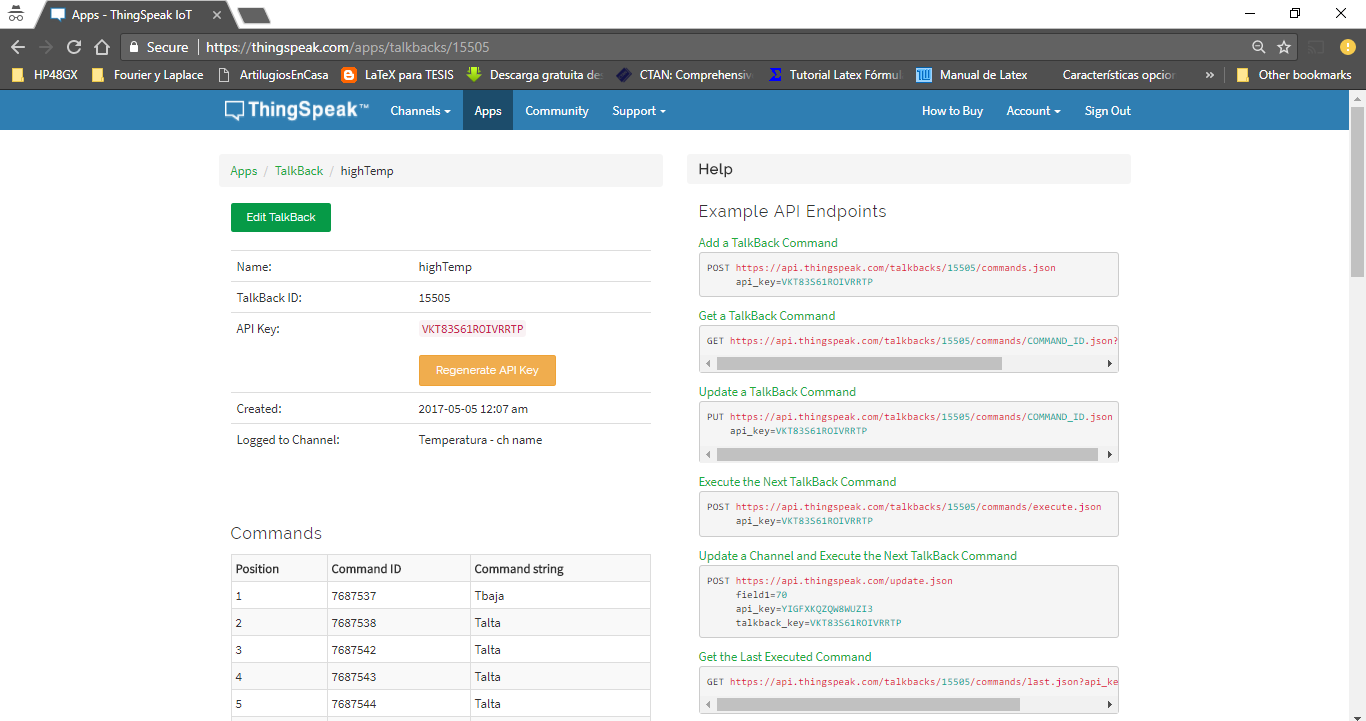 Apps - ThingSpeak IoT
Secure https://thingspeak.com/apps/talkbacks/15505
HP48GX Fourier y Laplace ArtilugiosEnCasa LaTeX para TESIS Descarga gratuita de CTAN: Comprehensiv Tutorial Latex Fórmul Manual de Latex Características opcion » Other bookmarks
ThingSpeak™ Channels Apps Community Support How to Buy Account Sign Out
Apps / TalkBack / highTemp
Edit TalkBack
Name: highTemp
TalkBack ID: 15505
API Key: VKT83S61ROIVRRTP
Regenerate API Key
Created: 2017-05-05 12:07 am
Logged to Channel: Temperatura - ch name
Commands
Position Command ID Command string
1 7687537 Tbaja
2 7687538 Talta
3 7687542 Talta
4 7687543 Talta
5 7687544 Talta
Help
Example API Endpoints
Add a TalkBack Command
POST https://api.thingspeak.com/talkbacks/15505/commands.json
api_key=VKT83S61ROIVRRTP
Get a TalkBack Command
GET https://api.thingspeak.com/talkbacks/15505/commands/COMMAND_ID.json?
Update a TalkBack Command
PUT https://api.thingspeak.com/talkbacks/15505/commands/COMMAND_ID.json
api_key=VKT83S61ROIVRRTP
Execute the Next TalkBack Command
POST https://api.thingspeak.com/talkbacks/15505/commands/execute.json
api_key=VKT83S61ROIVRRTP
Update a Channel and Execute the Next TalkBack Command
POST https://api.thingspeak.com/update.json
field1=70
api_key=YIGFXKQZQW8WUZI3
talkback_key=VKT83S61ROIVRRTP
Get the Last Executed Command
GET https://api.thingspeak.com/talkbacks/15505/commands/last.json?api_ke